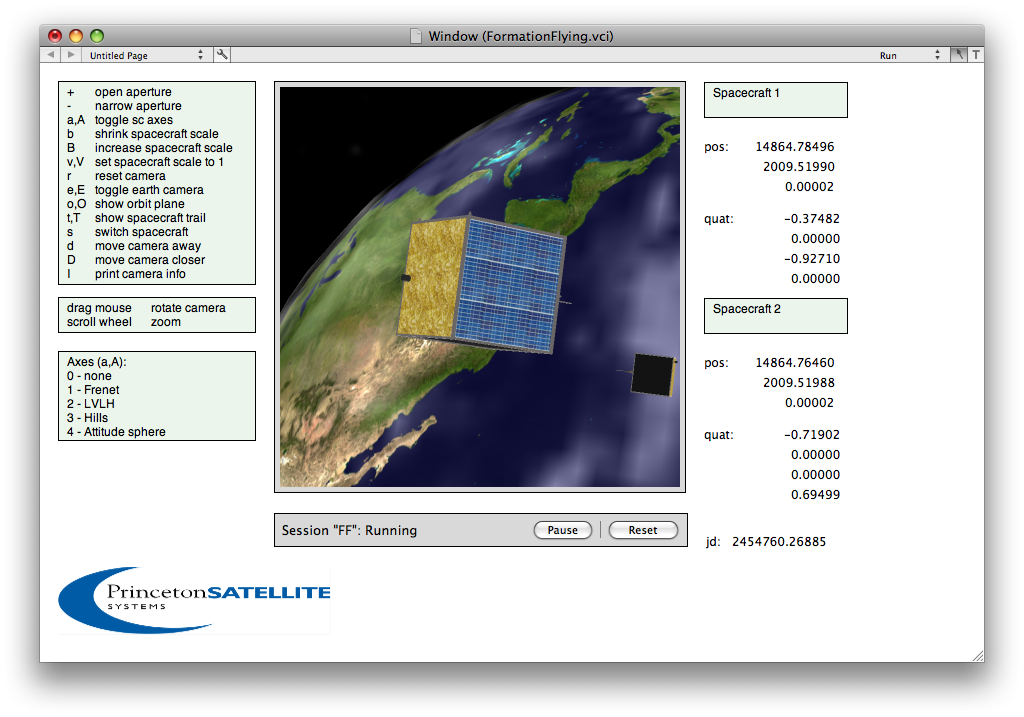 Window (FormationFlying.vci)
Untitled Page
Run
T
+ open aperture
- narrow aperture
a,A toggle sc axes
b shrink spacecraft scale
B increase spacecraft scale
v,V set spacecraft scale to 1
r reset camera
e,E toggle earth camera
o,O show orbit plane
t,T show spacecraft trail
s switch spacecraft
d move camera away
D move camera closer
I print camera info
drag mouse rotate camera
scroll wheel zoom
Axes (a,A):
0 - none
1 - Frenet
2 - LVLH
3 - Hills
4 - Attitude sphere
Spacecraft 1
pos: 14864.78496
2009.51990
0.00002
quat: -0.37482
0.00000
-0.92710
0.00000
Spacecraft 2
pos: 14864.76460
2009.51988
0.00002
quat: -0.71902
0.00000
0.00000
0.69499
jd: 2454760.26885
Session "FF": Running
Pause
Reset
PrincetonSATELLITE
SYSTEMS